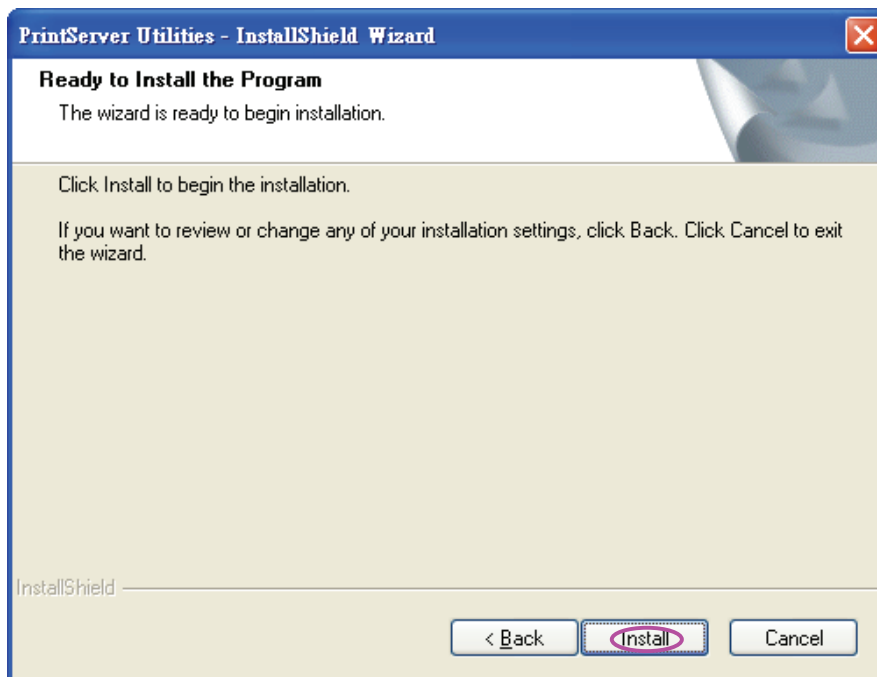 PrintServer Utilities - InstallShield Wizard
Ready to Install the Program
The wizard is ready to begin installation.
Click Install to begin the installation.
If you want to review or change any of your installation settings, click Back. Click Cancel to exit
the wizard.
InstallShield
< Back
Install
Cancel